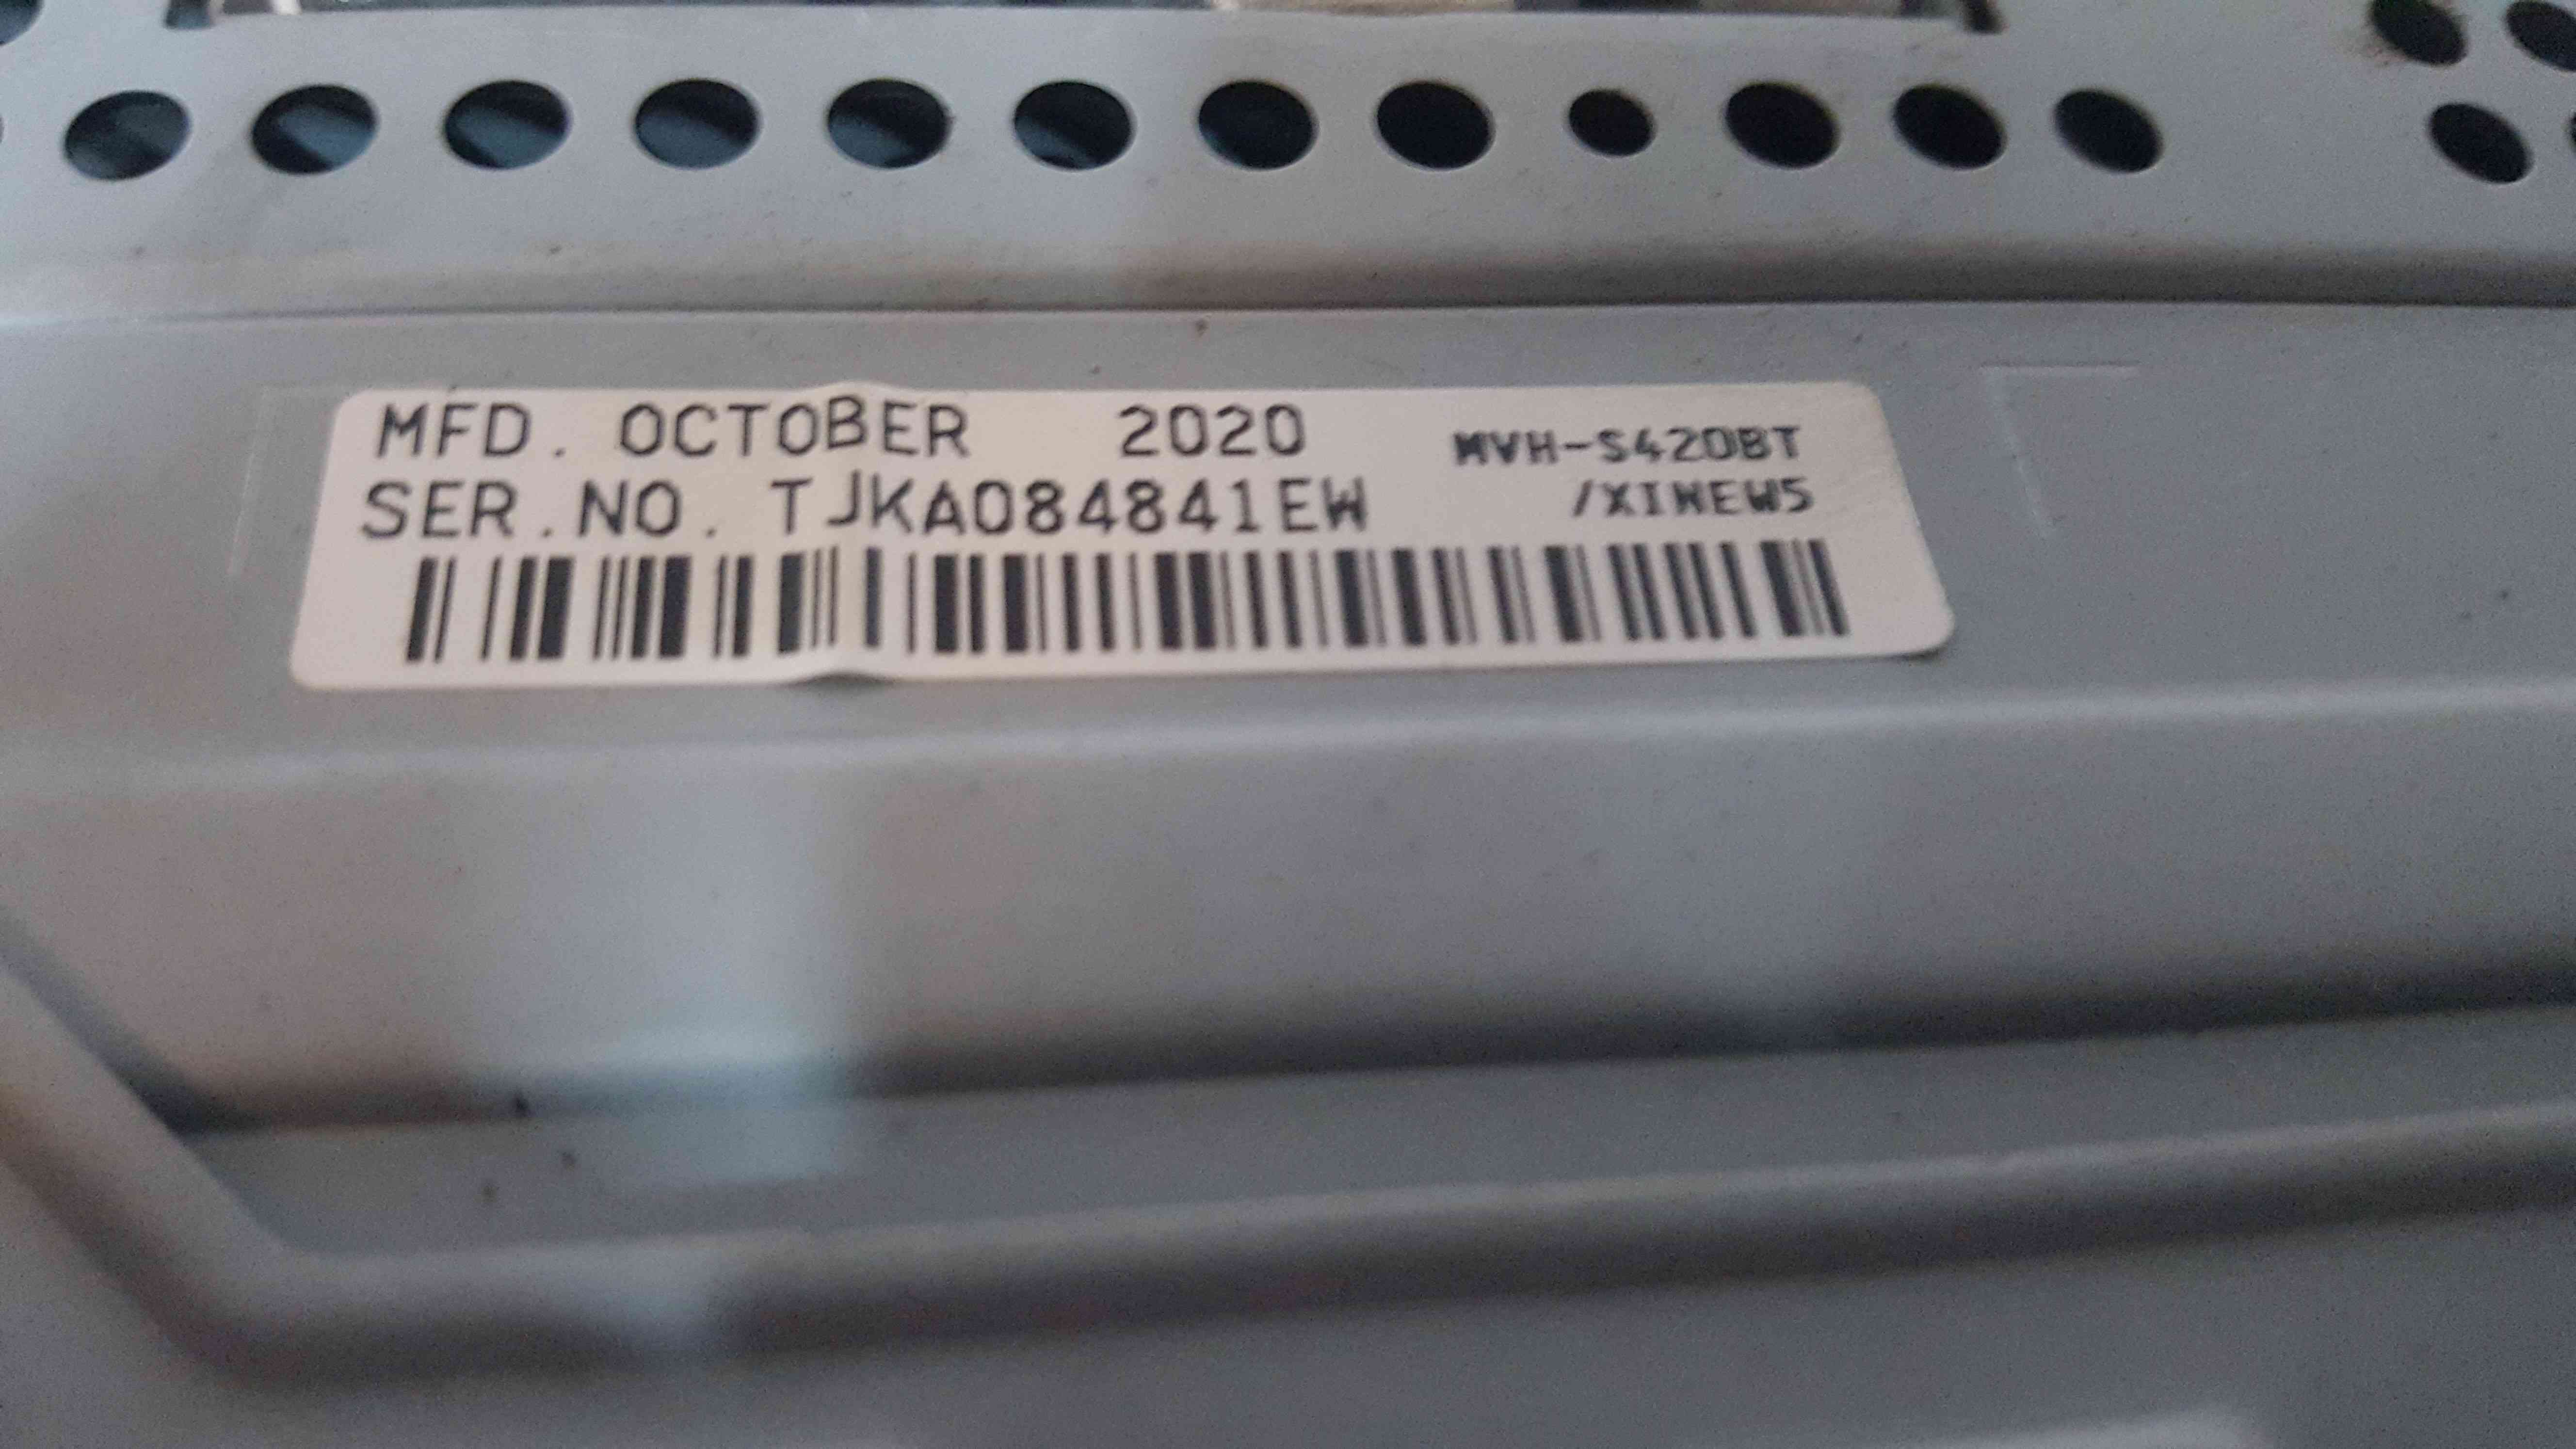 MFD. OCTOBER 2020
SER.NO. TJKA084841EW
MVH-S420BT
/XINEW5